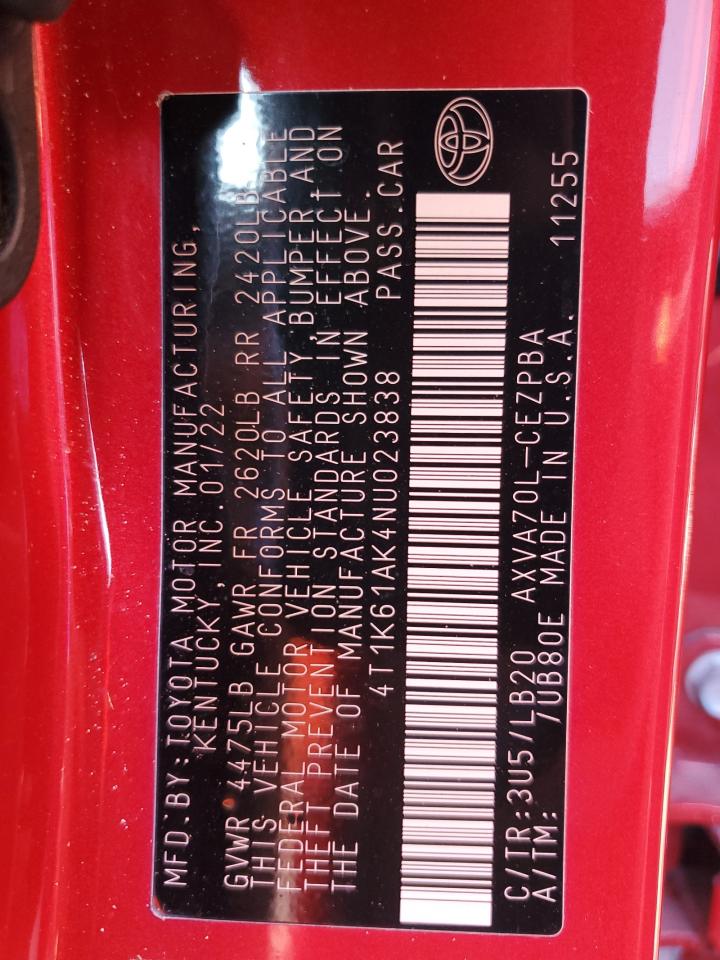 MFD.BY:TOYOTA MOTOR MANUFACTURING,
KENTUCKY, INC.01/22
GVWR 4475LB GAWR FR 2620LB RR 2420LB
THIS VEHICLE CONFORMS TO ALL APPLICABLE
FEDERAL MOTOR VEHICLE SAFETY,BUMPER AND
THEFT PREVENTION STANDARDS IN EFFECT ON
THE DATE OF MANUFACTURE SHOWN ABOVE.
4T1K61AK4NU023838 PASS.CAR
C/TR:3U5/LB20 AXVA70L-CEZPBA
A/TM: /UB80E MADE IN U.S.A. 11255